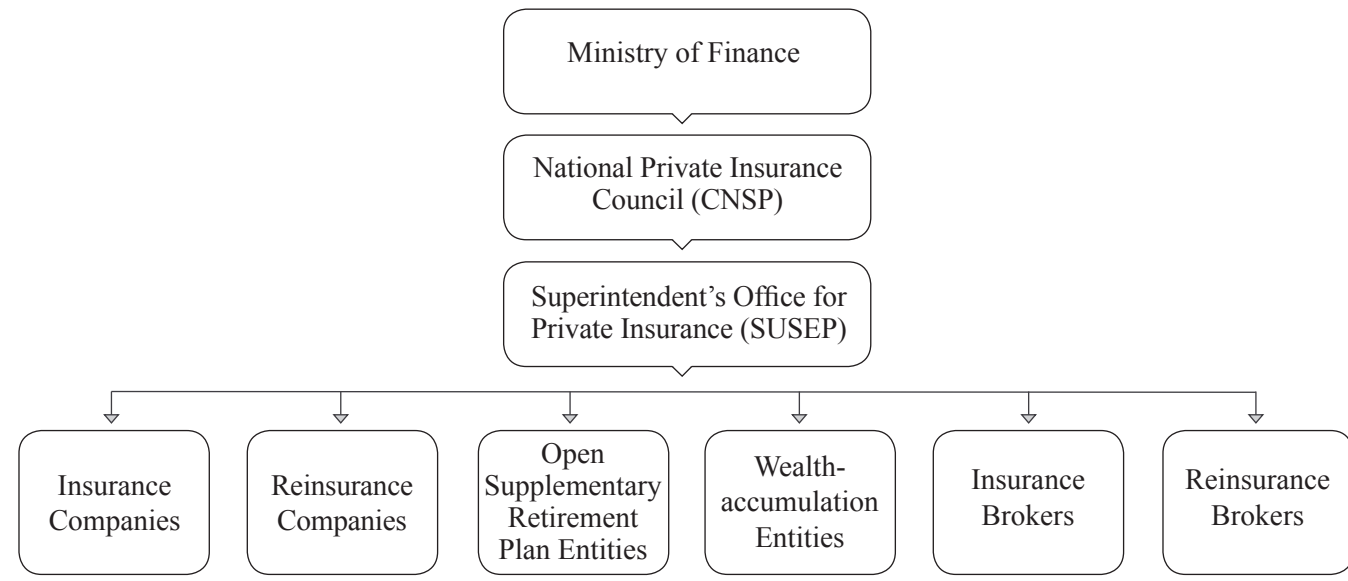 Ministry of Finance
National Private Insurance
Council (CNSP)
Superintendent’s Office for
Private Insurance (SUSEP)
Insurance
Companies
Reinsurance
Companies
Open
Supplementary
Retirement
Plan Entities
Wealth-
accumulation
Entities
Insurance
Brokers
Reinsurance
Brokers